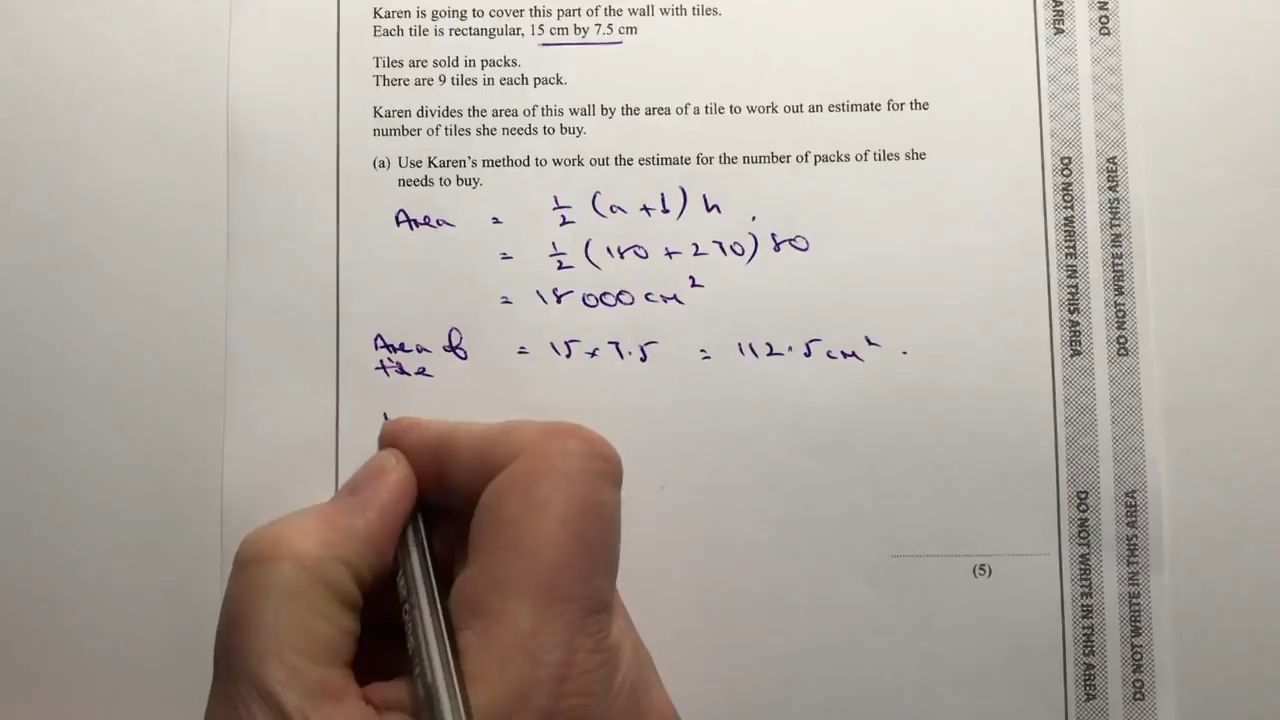 Karen is going to cover this part of the wall with tiles.
Each tile is rectangular, 15 cm by 7.5 cm
Tiles are sold in packs.
There are 9 tiles in each pack.
Karen divides the area of this wall by the area of a tile to work out an estimate for the
number of tiles she needs to buy.
(a) Use Karen's method to work out the estimate for the number of packs of tiles she
needs to buy.
Area = ½ (a + b) h
= ½ (180 + 270) 80
= 18 000 cm²
Area of = 15 × 7.5 = 112.5 cm².
tile
(5)
AREA
DO NOT WRITE IN THIS AREA
DO NOT WRITE IN THIS AREA
DO N
DO NOT WRITE IN THIS AREA
DO NOT WRITE IN THIS AREA